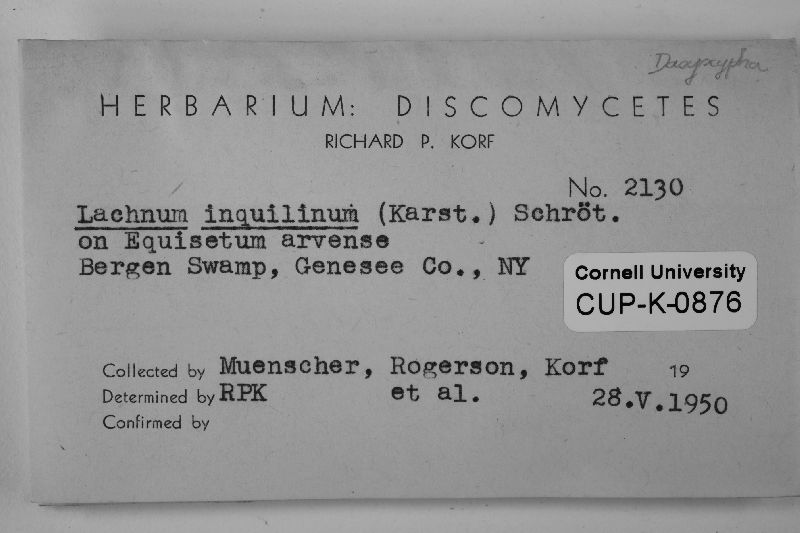 Dasyscypha
HERBARIUM: DISCOMYCETES
RICHARD P. KORF
No. 2130
Lachnum inquilinum (Karst.) Schröt.
on Equisetum arvense
Bergen Swamp, Genesee Co., NY
Cornell University
CUP-K-0876
Collected by Muenscher, Rogerson, Korf 19
Determined by RPK et al. 28.V.1950
Confirmed by